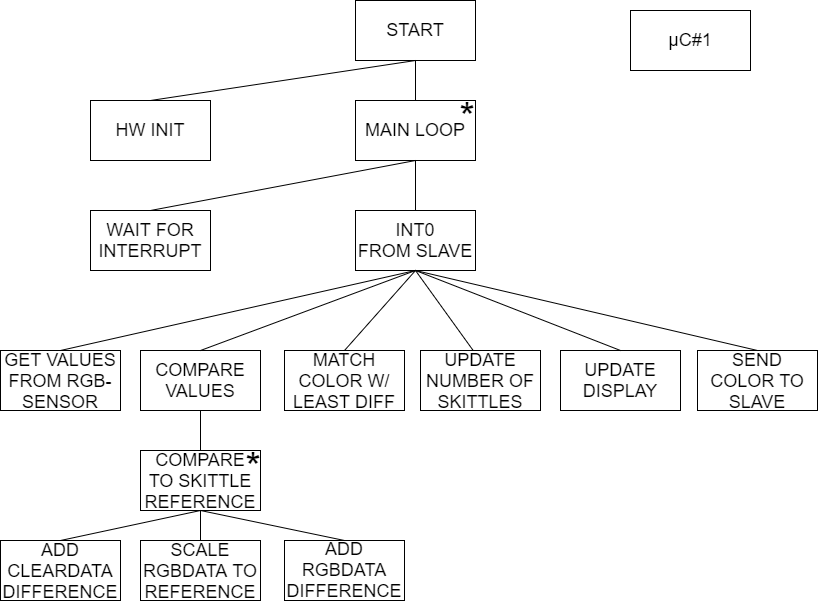 START
µC#1
HW INIT
MAIN LOOP*
WAIT FOR
INTERRUPT
INT0
FROM SLAVE
GET VALUES
FROM RGB-
SENSOR
COMPARE
VALUES
MATCH
COLOR W/
LEAST DIFF
UPDATE
NUMBER OF
SKITTLES
UPDATE
DISPLAY
SEND
COLOR TO
SLAVE
COMPARE*
TO SKITTLE
REFERENCE
ADD
CLEARDATA
DIFFERENCE
SCALE
RGBDATA TO
REFERENCE
ADD
RGBDATA
DIFFERENCE